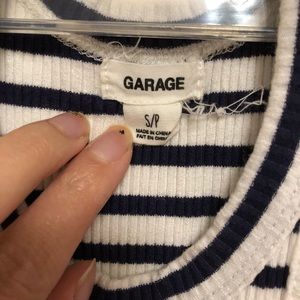 GARAGE
S/P
MADE IN CHINA
FAIT EN CHINE